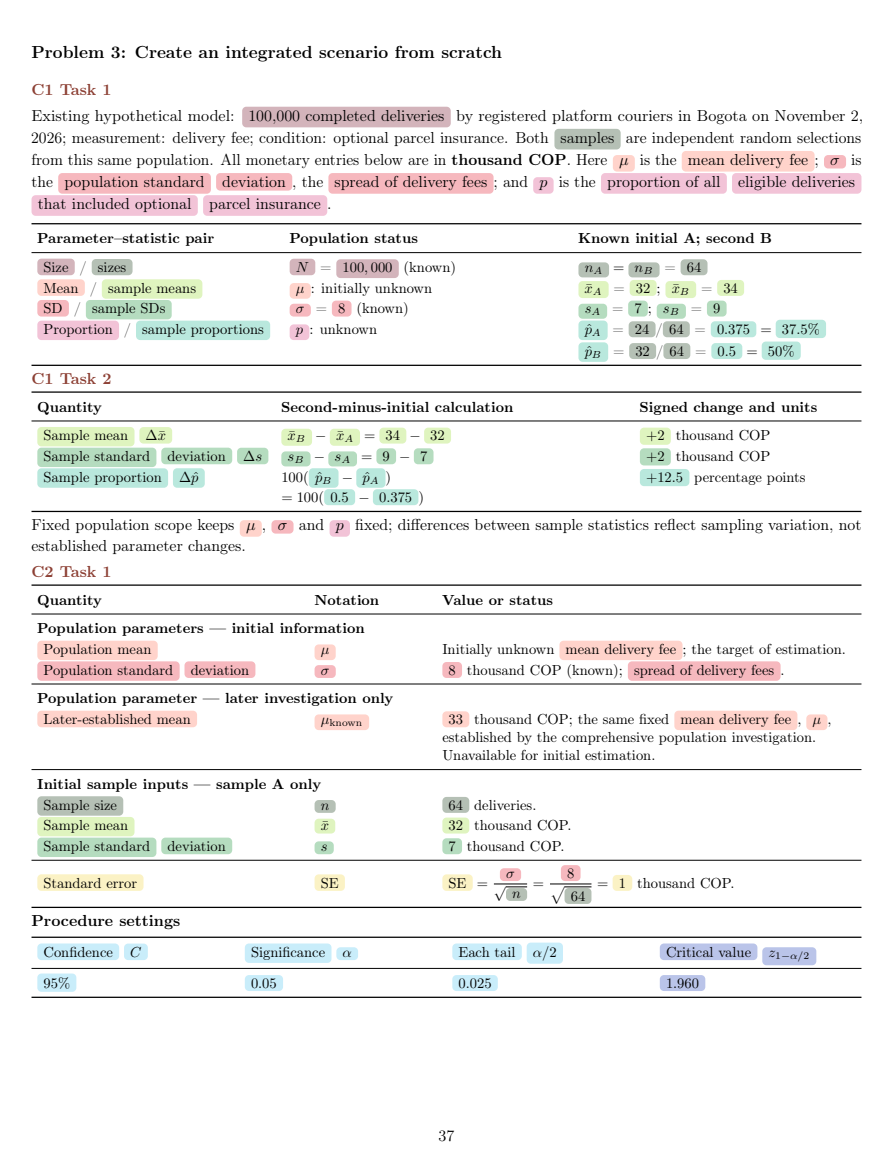 Problem 3: Create an integrated scenario from scratch
C1 Task 1
Existing hypothetical model: 100,000 completed deliveries by registered platform couriers in Bogota on November 2,
2026; measurement: delivery fee; condition: optional parcel insurance. Both samples are independent random selections
from this same population. All monetary entries below are in thousand COP. Here μ is the mean delivery fee; σ is
the population standard deviation, the spread of delivery fees; and p is the proportion of all eligible deliveries
that included optional parcel insurance.
Parameter–statistic pair Population status Known initial A; second B
Size / sizes N = 100,000 (known) n_A = n_B = 64
Mean / sample means μ: initially unknown x̄_A = 32; x̄_B = 34
SD / sample SDs σ = 8 (known) s_A = 7; s_B = 9
Proportion / sample proportions p: unknown p̂_A = 24/64 = 0.375 = 37.5%
p̂_B = 32/64 = 0.5 = 50%
C1 Task 2
Quantity Second-minus-initial calculation Signed change and units
Sample mean Δx̄ x̄_B − x̄_A = 34 − 32 +2 thousand COP
Sample standard deviation Δs s_B − s_A = 9 − 7 +2 thousand COP
Sample proportion Δp̂ 100(p̂_B − p̂_A) +12.5 percentage points
= 100(0.5 − 0.375)
Fixed population scope keeps μ, σ and p fixed; differences between sample statistics reflect sampling variation, not
established parameter changes.
C2 Task 1
Quantity Notation Value or status
Population parameters — initial information
Population mean μ Initially unknown mean delivery fee; the target of estimation.
Population standard deviation σ 8 thousand COP (known); spread of delivery fees.
Population parameter — later investigation only
Later-established mean μ_known 33 thousand COP; the same fixed mean delivery fee, μ,
established by the comprehensive population investigation.
Unavailable for initial estimation.
Initial sample inputs — sample A only
Sample size n 64 deliveries.
Sample mean x̄ 32 thousand COP.
Sample standard deviation s 7 thousand COP.
Standard error SE SE = σ/√n = 8/√64 = 1 thousand COP.
Procedure settings
Confidence C Significance α Each tail α/2 Critical value z_1−α/2
95% 0.05 0.025 1.960
37